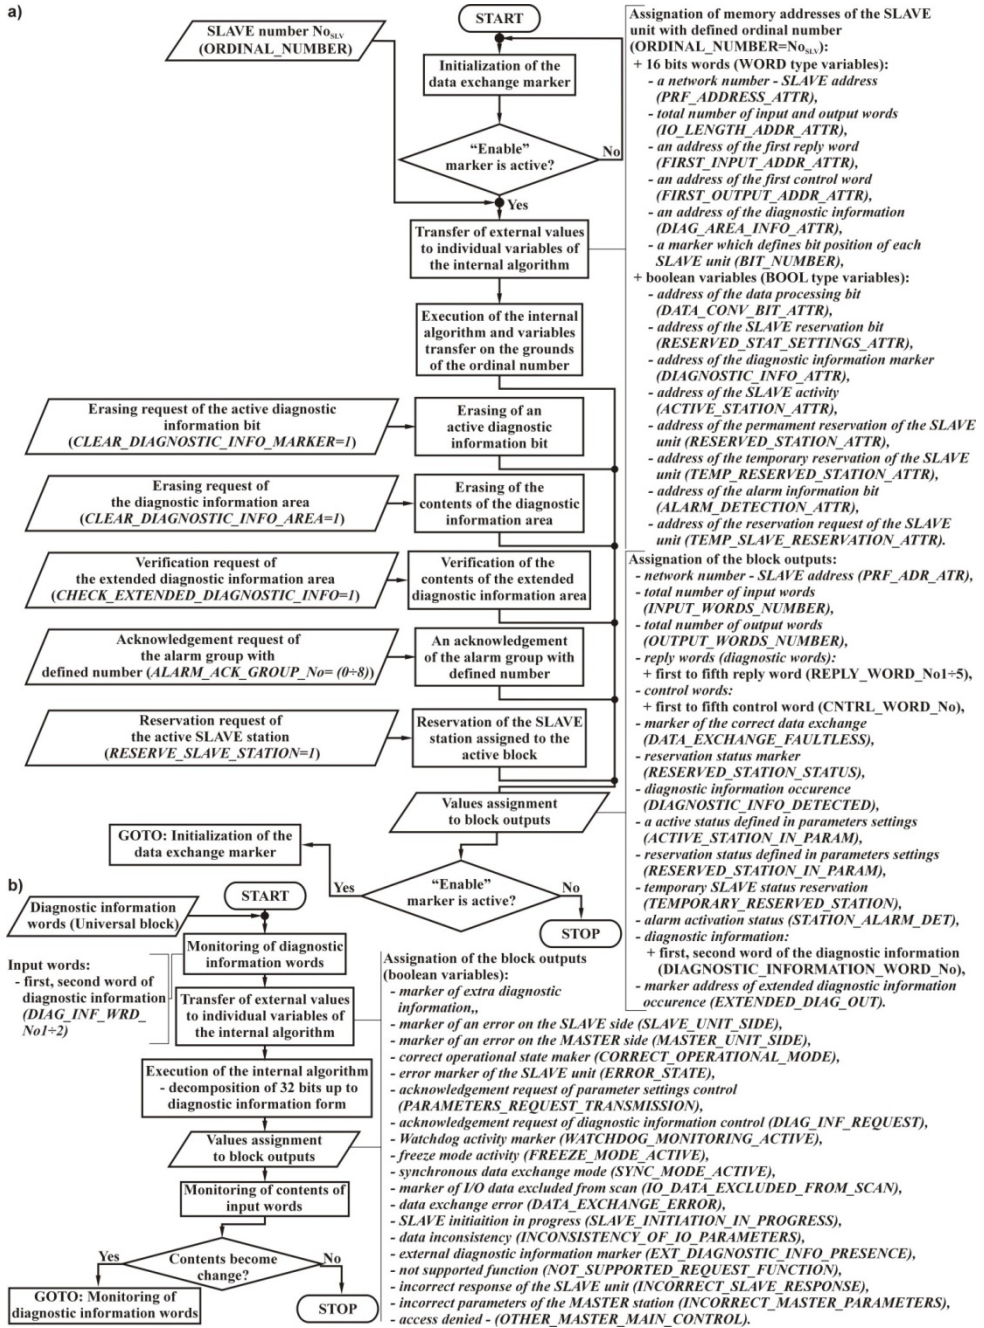 a)
SLAVE number NoSLV
(ORDINAL_NUMBER)
START
Initialization of the
data exchange marker
“Enable”
marker is active?
No
Yes
Transfer of external values
to individual variables of
the internal algorithm
Execution of the internal
algorithm and variables
transfer on the grounds
of the ordinal number
Erasing request of the active diagnostic
information bit
(CLEAR_DIAGNOSTIC_INFO_MARKER=1)
Erasing of an
active diagnostic
information bit
Erasing request of
the diagnostic information area
(CLEAR_DIAGNOSTIC_INFO_AREA=1)
Erasing of the
contents of the diagnostic
information area
Verification request of
the extended diagnostic information area
(CHECK_EXTENDED_DIAGNOSTIC_INFO=1)
Verification of the
contents of the extended
diagnostic information area
Acknowledgement request of
the alarm group with
defined number (ALARM_ACK_GROUP_No= (0÷8))
An acknowledgement
of the alarm group with
defined number
Reservation request of
the active SLAVE station
(RESERVE_SLAVE_STATION=1)
Reservation of the SLAVE
station assigned to the
active block
Values assignment
to block outputs
GOTO: Initialization of the
data exchange marker
Yes
“Enable”
marker is active?
No
STOP
Assignation of memory addresses of the SLAVE
unit with defined ordinal number
(ORDINAL_NUMBER=NoSLV):
+ 16 bits words (WORD type variables):
- a network number - SLAVE address
(PRF_ADDRESS_ATTR),
- total number of input and output words
(IO_LENGTH_ADDR_ATTR),
- an address of the first reply word
(FIRST_INPUT_ADDR_ATTR),
- an address of the first control word
(FIRST_OUTPUT_ADDR_ATTR),
- an address of the diagnostic information
(DIAG_AREA_INFO_ATTR),
- a marker which defines bit position of each
SLAVE unit (BIT_NUMBER),
+ boolean variables (BOOL type variables):
- address of the data processing bit
(DATA_CONV_BIT_ATTR),
- address of the SLAVE reservation bit
(RESERVED_STAT_SETTINGS_ATTR),
- address of the diagnostic information marker
(DIAGNOSTIC_INFO_ATTR),
- address of the SLAVE activity
(ACTIVE_STATION_ATTR),
- address of the permament reservation of the SLAVE
unit (RESERVED_STATION_ATTR),
- address of the temporary reservation of the SLAVE
unit (TEMP_RESERVED_STATION_ATTR),
- address of the alarm information bit
(ALARM_DETECTION_ATTR),
- address of the reservation request of the SLAVE
unit (TEMP_SLAVE_RESERVATION_ATTR).
Assignation of the block outputs:
- network number - SLAVE address (PRF_ADR_ATR),
- total number of input words
(INPUT_WORDS_NUMBER),
- total number of output words
(OUTPUT_WORDS_NUMBER),
- reply words (diagnostic words):
+ first to fifth reply word (REPLY_WORD_No1÷5),
- control words:
+ first to fifth control word (CNTRL_WORD_No),
- marker of the correct data exchange
(DATA_EXCHANGE_FAULTLESS),
- reservation status marker
(RESERVED_STATION_STATUS),
- diagnostic information occurence
(DIAGNOSTIC_INFO_DETECTED),
- a active status defined in parameters settings
(ACTIVE_STATION_IN_PARAM),
- reservation status defined in parameters settings
(RESERVED_STATION_IN_PARAM),
- temporary SLAVE status reservation
(TEMPORARY_RESERVED_STATION),
- alarm activation status (STATION_ALARM_DET),
- diagnostic information:
+ first, second word of the diagnostic information
(DIAGNOSTIC_INFORMATION_WORD_No),
- marker address of extended diagnostic information
occurence (EXTENDED_DIAG_OUT).
b)
START
Diagnostic information
words (Universal block)
Monitoring of diagnostic
information words
Input words:
- first, second word of
diagnostic information
(DIAG_INF_WRD_
No1÷2)
Transfer of external values
to individual variables of
the internal algorithm
Execution of the internal algorithm
- decomposition of 32 bits up to
diagnostic information form
Values assignment
to block outputs
Monitoring of contents of
input words
Yes
Contents become
change?
No
GOTO: Monitoring of
diagnostic information words
STOP
Assignation of the block outputs
(boolean variables):
- marker of extra diagnostic
information,,
- marker of an error on the SLAVE side (SLAVE_UNIT_SIDE),
- marker of an error on the MASTER side (MASTER_UNIT_SIDE),
- correct operational state maker (CORRECT_OPERATIONAL_MODE),
- error marker of the SLAVE unit (ERROR_STATE),
- acknowledgement request of parameter settings control
(PARAMETERS_REQUEST_TRANSMISSION),
- acknowledgement request of diagnostic information control (DIAG_INF_REQUEST),
- Watchdog activity marker (WATCHDOG_MONITORING_ACTIVE),
- freeze mode activity (FREEZE_MODE_ACTIVE),
- synchronous data exchange mode (SYNC_MODE_ACTIVE),
- marker of I/O data excluded from scan (IO_DATA_EXCLUDED_FROM_SCAN),
- data exchange error (DATA_EXCHANGE_ERROR),
- SLAVE initiaition in progress (SLAVE_INITIATION_IN_PROGRESS),
- data inconsistency (INCONSISTENCY_OF_IO_PARAMETERS),
- external diagnostic information marker (EXT_DIAGNOSTIC_INFO_PRESENCE),
- not supported function (NOT_SUPPORTED_REQUEST_FUNCTION),
- incorrect response of the SLAVE unit (INCORRECT_SLAVE_RESPONSE),
- incorrect parameters of the MASTER station (INCORRECT_MASTER_PARAMETERS),
- access denied - (OTHER_MASTER_MAIN_CONTROL).